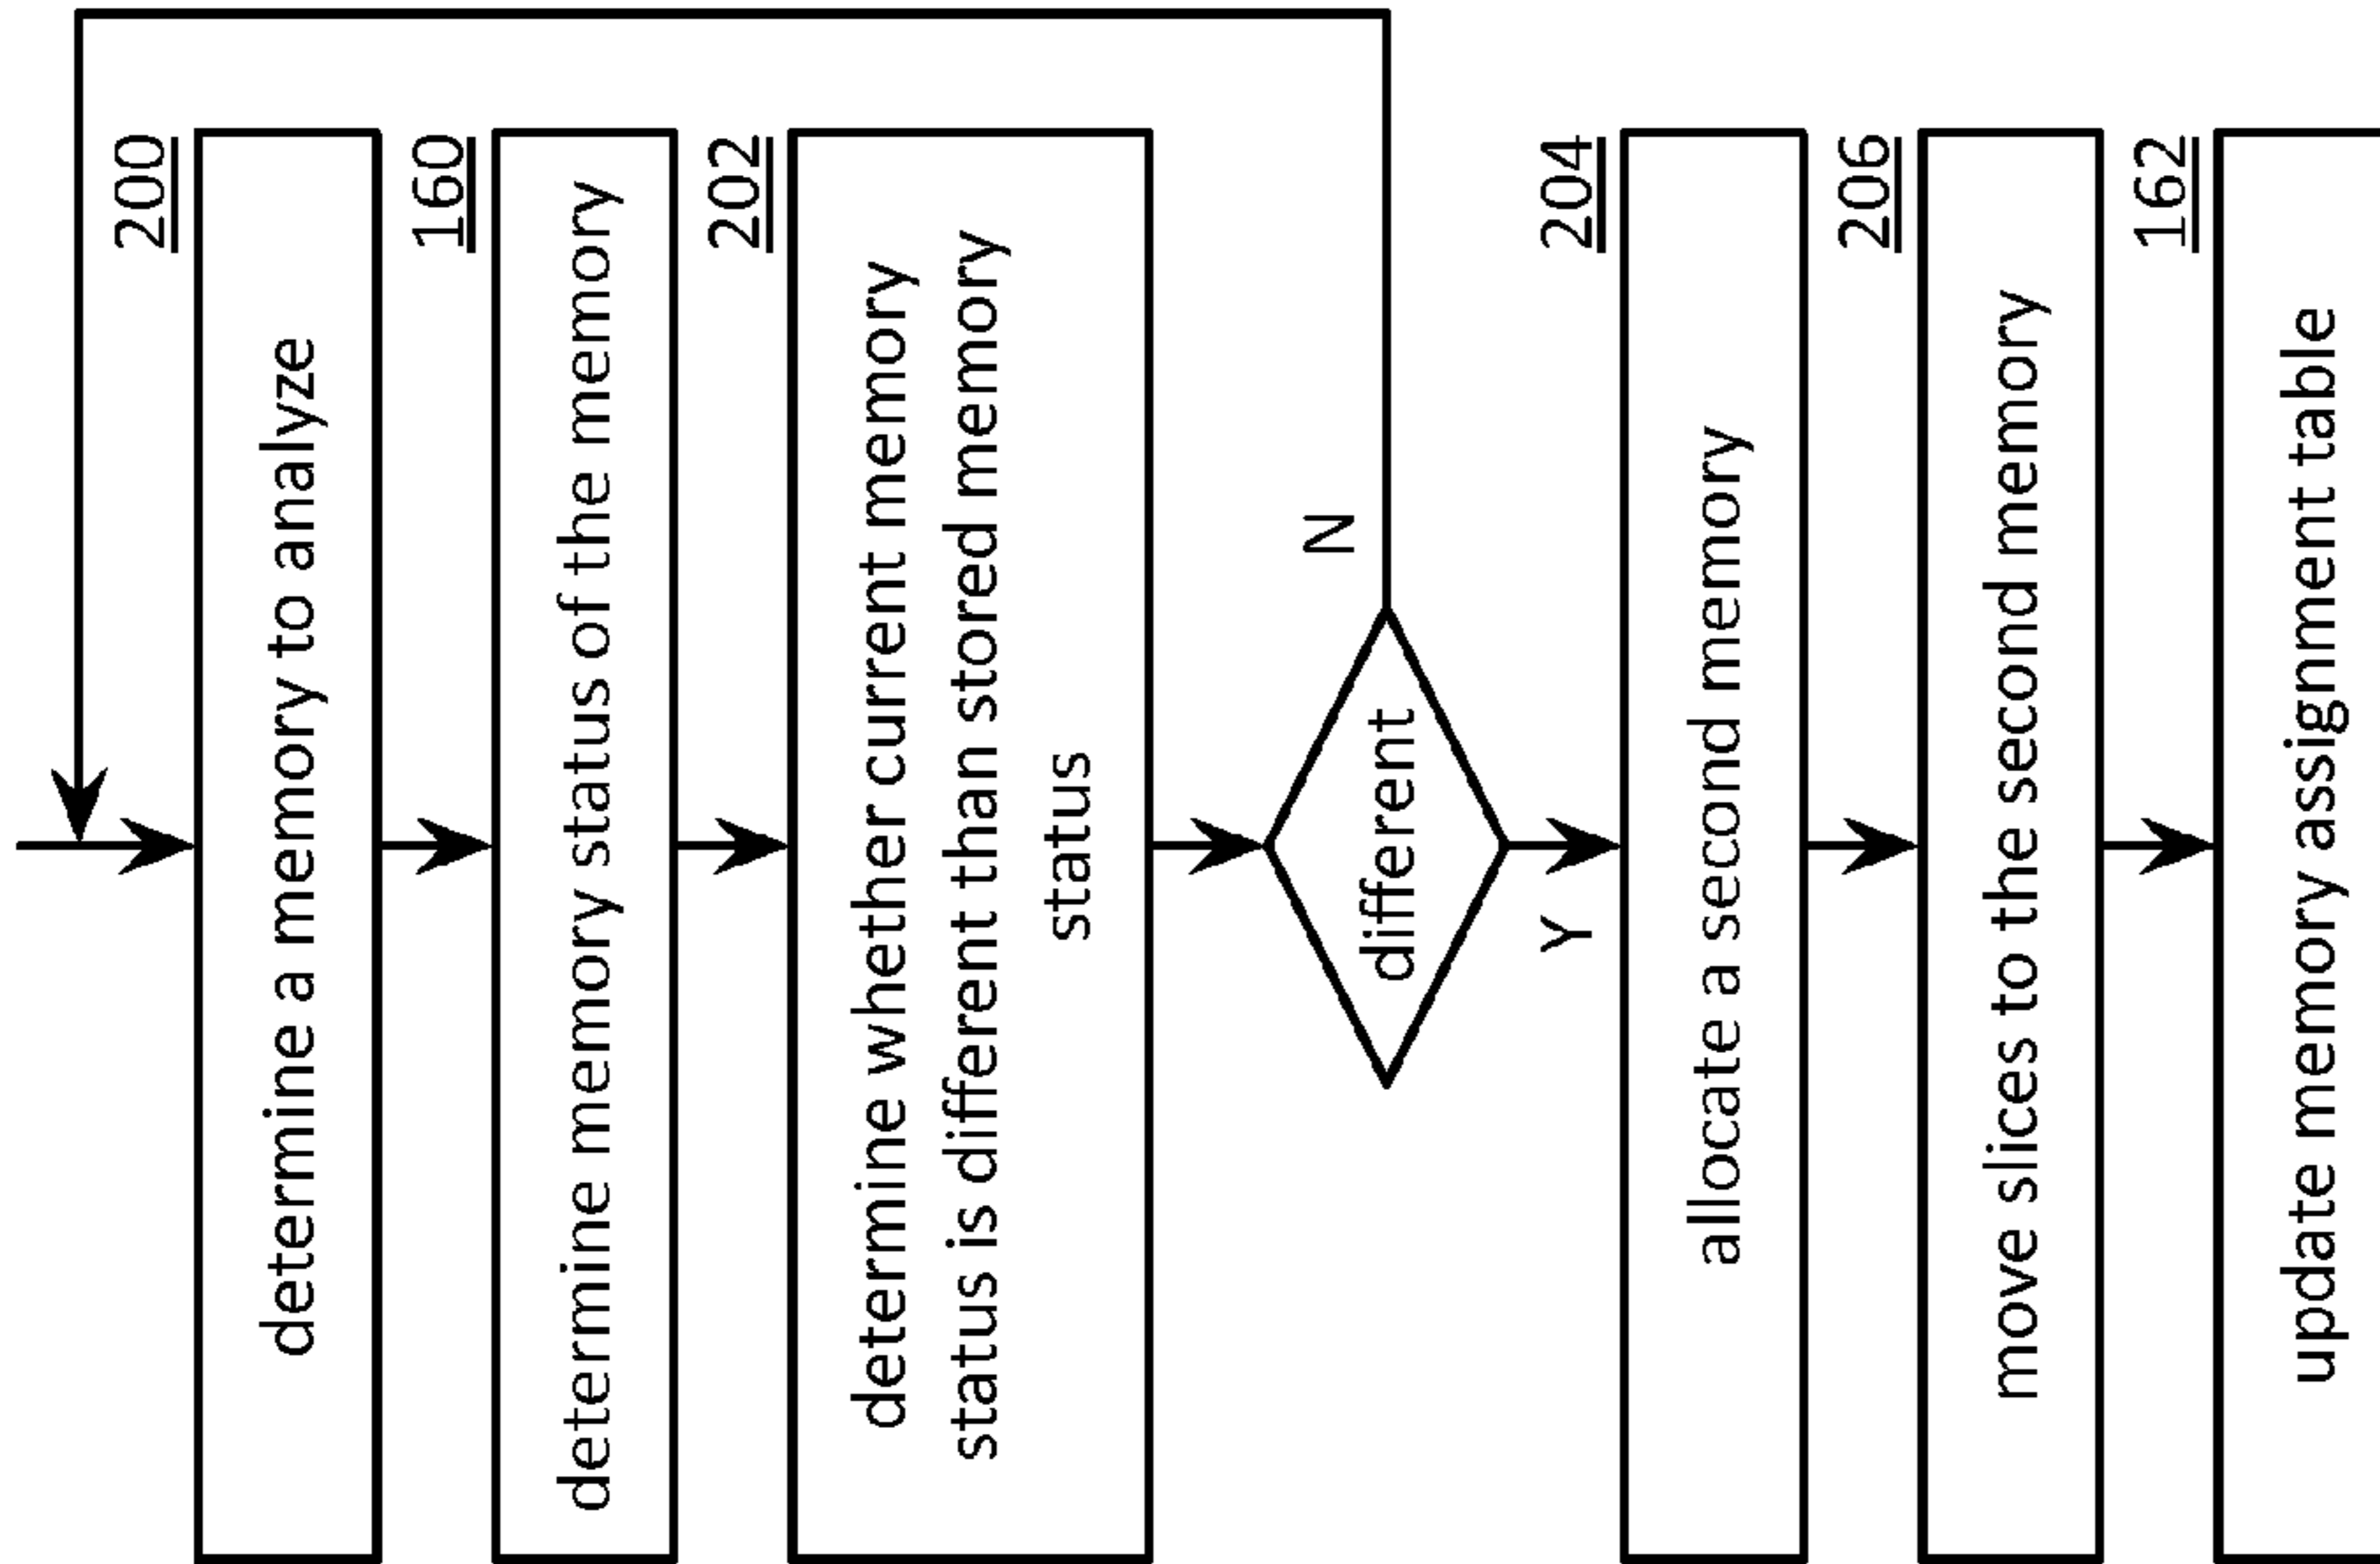 200
determine a memory to analyze
160
determine memory status of the memory
202
determine whether current memory
status is different than stored memory
status
different
N
Y
204
allocate a second memory
206
move slices to the second memory
162
update memory assignment table